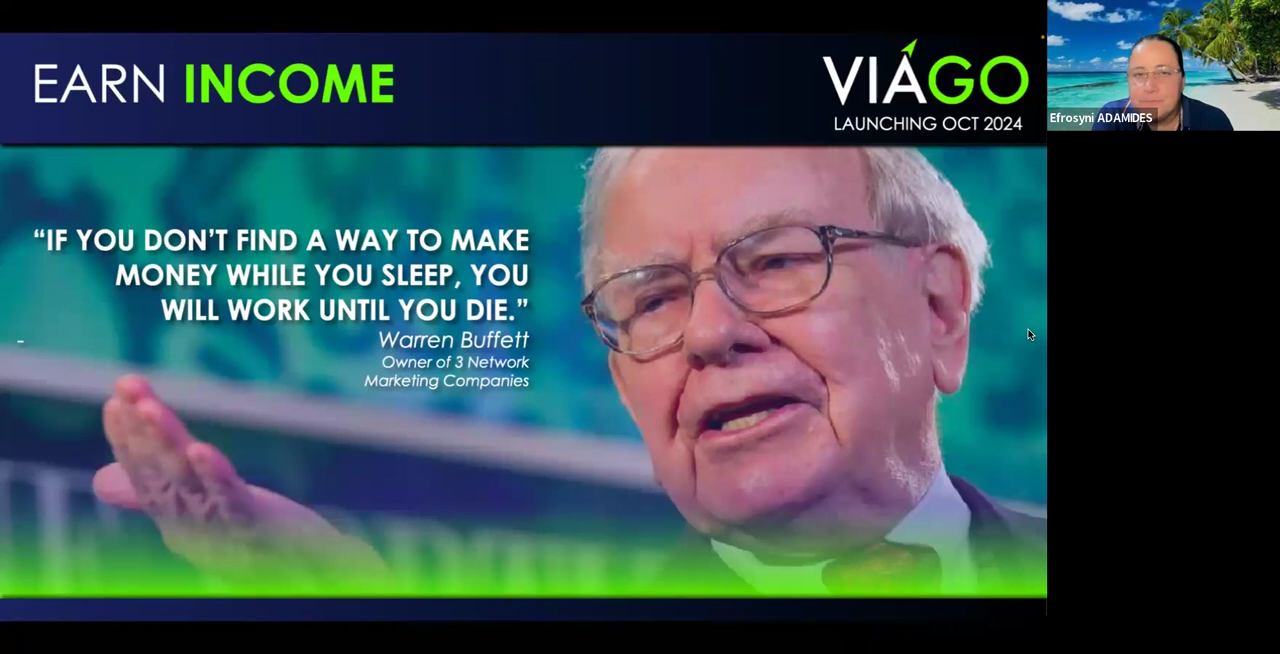 EARN INCOME
VIAGO
LAUNCHING OCT 2024
Efrosyni ADAMIDES
“IF YOU DON’T FIND A WAY TO MAKE
MONEY WHILE YOU SLEEP, YOU
WILL WORK UNTIL YOU DIE.”
Warren Buffett
Owner of 3 Network
Marketing Companies